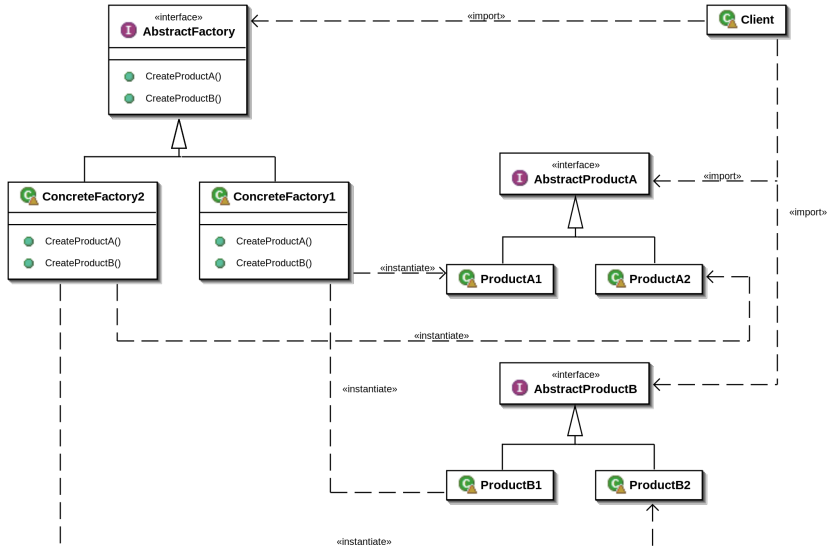 «interface»
I AbstractFactory
CreateProductA()
CreateProductB()
«import»
C Client
C ConcreteFactory2
CreateProductA()
CreateProductB()
C ConcreteFactory1
CreateProductA()
CreateProductB()
«interface»
I AbstractProductA
«import»
«import»
«instantiate»
C ProductA1
C ProductA2
«instantiate»
«interface»
I AbstractProductB
«instantiate»
C ProductB1
C ProductB2
«instantiate»